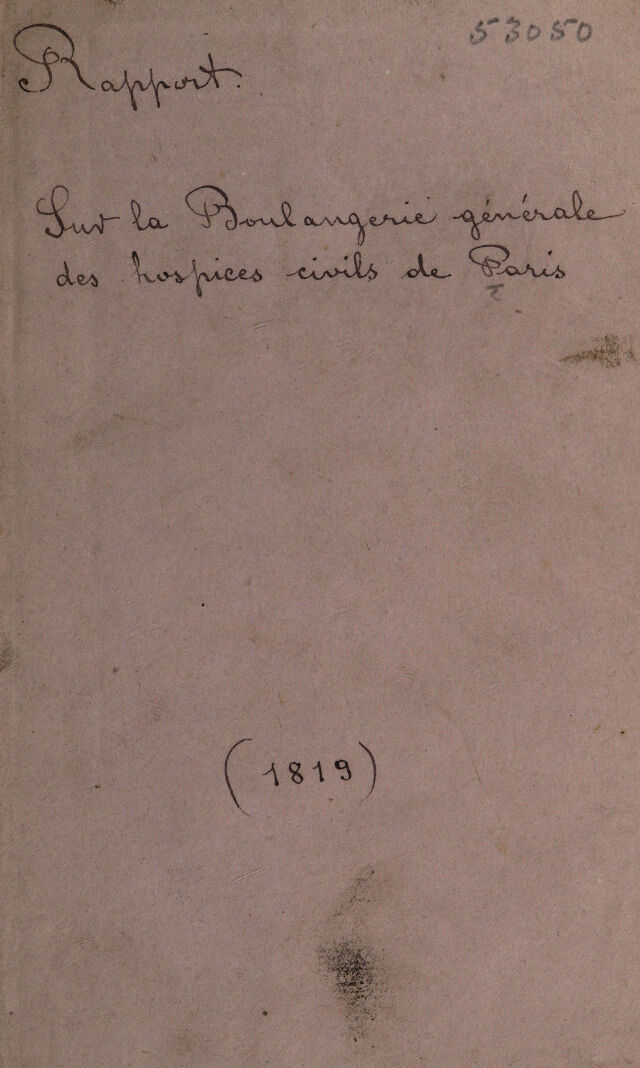 53050
Rapport.
Sur la Boulangerie générale
des hospices civils de Paris
(1819)